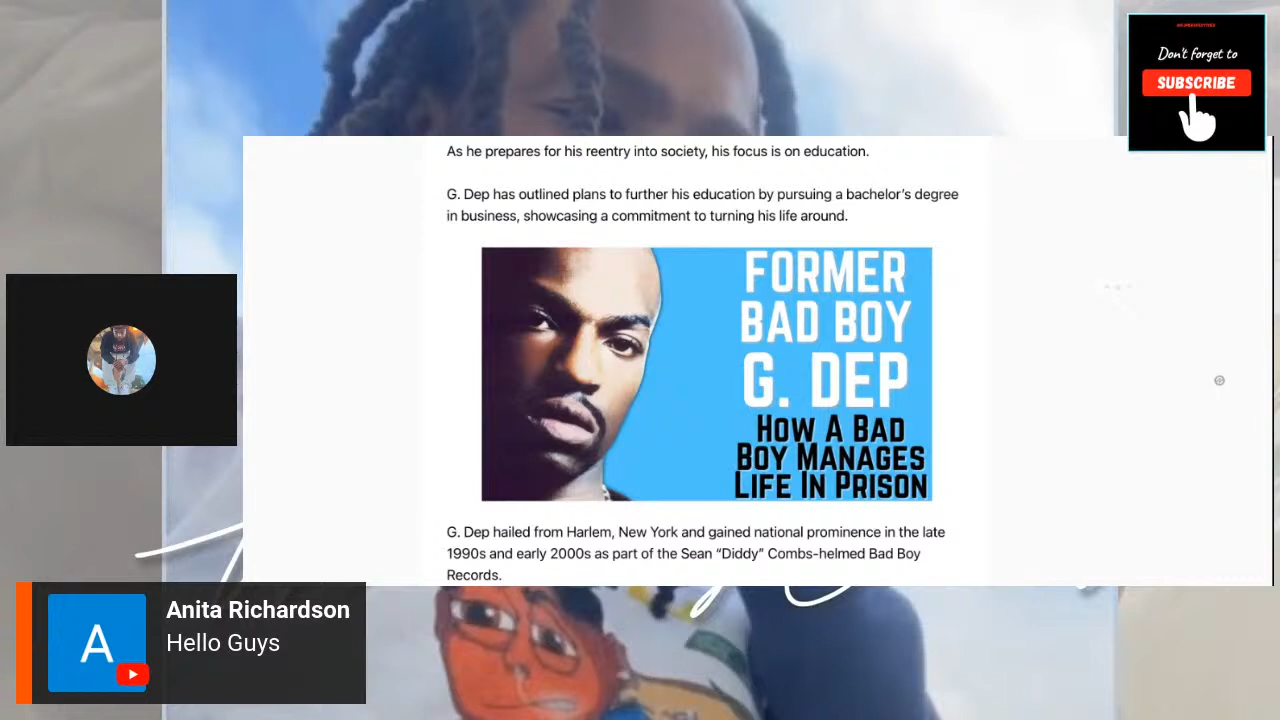 Don't forget to
SUBSCRIBE
As he prepares for his reentry into society, his focus is on education.
G. Dep has outlined plans to further his education by pursuing a bachelor's degree
in business, showcasing a commitment to turning his life around.
FORMER
BAD BOY
G. DEP
HOW A BAD
BOY MANAGES
LIFE IN PRISON
G. Dep hailed from Harlem, New York and gained national prominence in the late
1990s and early 2000s as part of the Sean “Diddy” Combs-helmed Bad Boy
Records.
A
Anita Richardson
Hello Guys